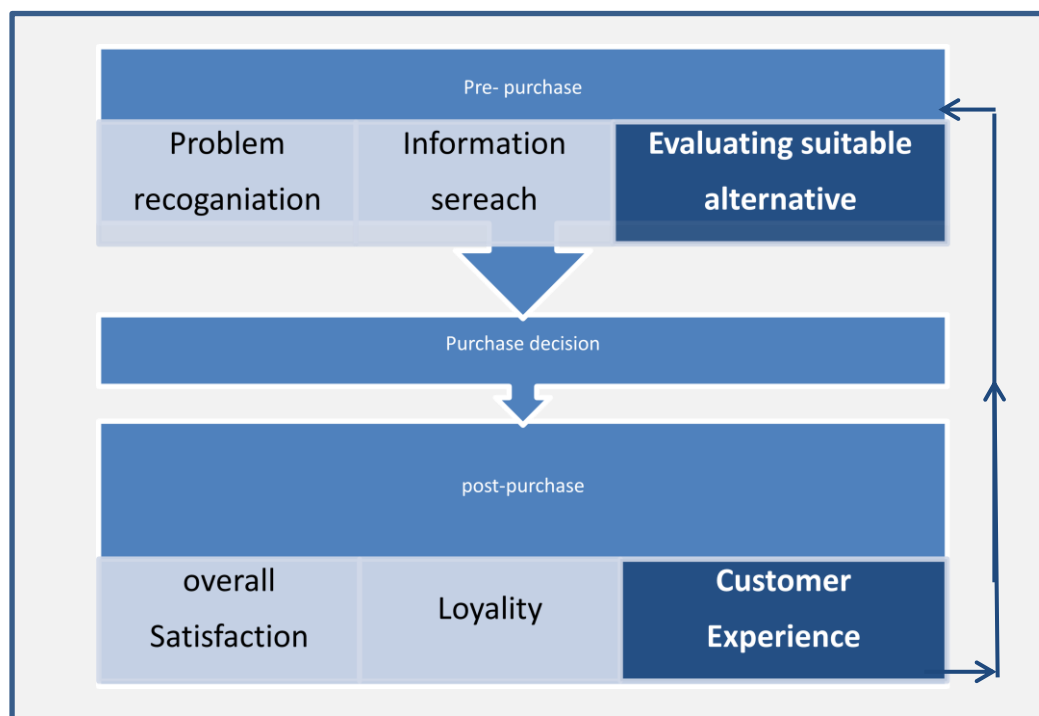 Pre- purchase
Problem
recoganiation
Information
sereach
Evaluating suitable
alternative
Purchase decision
post-purchase
overall
Satisfaction
Loyality
Customer
Experience